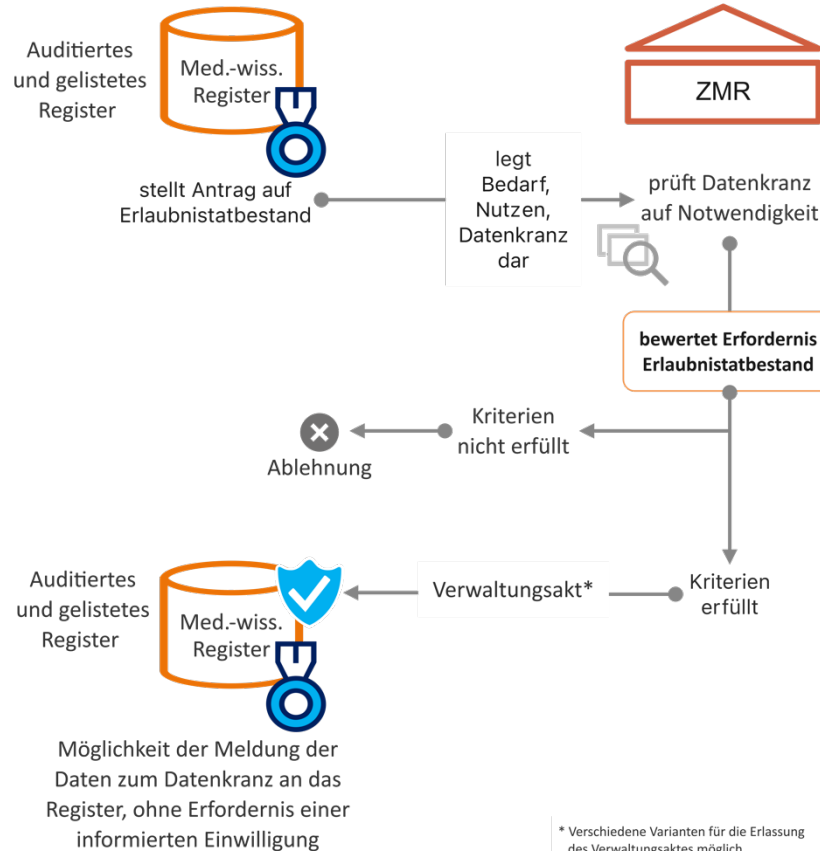 Auditiertes
und gelistetes
Register
Med.-wiss.
Register
ZMR
stellt Antrag auf
Erlaubnistatbestand
legt
Bedarf,
Nutzen,
Datenkranz
dar
prüft Datenkranz
auf Notwendigkeit
bewertet Erfordernis
Erlaubnistatbestand
Kriterien
nicht erfüllt
Ablehnung
Kriterien
erfüllt
Verwaltungsakt*
Auditiertes
und gelistetes
Register
Med.-wiss.
Register
Möglichkeit der Meldung der
Daten zum Datenkranz an das
Register, ohne Erfordernis einer
informierten Einwilligung
* Verschiedene Varianten für die Erlassung
des Verwaltungsaktes möglich